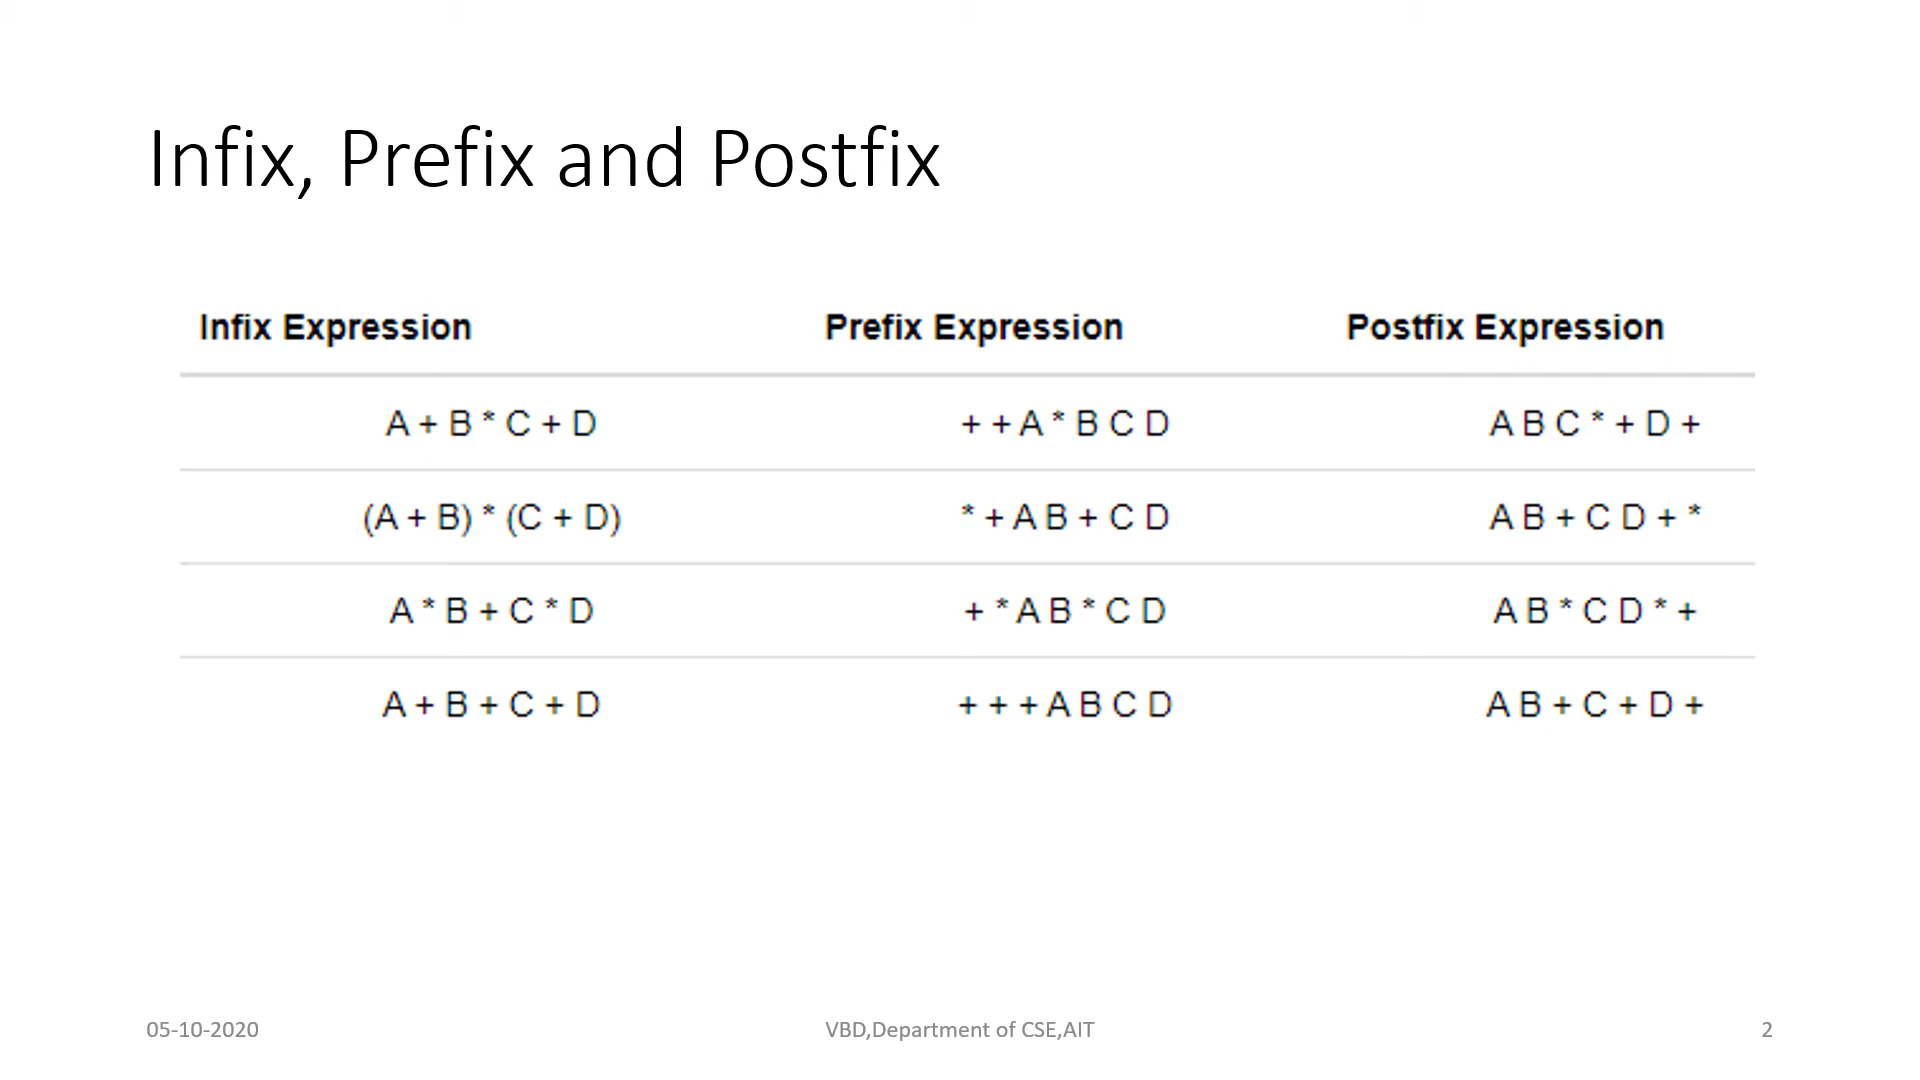 Infix, Prefix and Postfix
Infix Expression Prefix Expression Postfix Expression
A + B * C + D + + A * B C D A B C * + D +
(A + B) * (C + D) * + A B + C D A B + C D + *
A * B + C * D + * A B * C D A B * C D * +
A + B + C + D + + + A B C D A B + C + D +
05-10-2020 VBD,Department of CSE,AIT 2